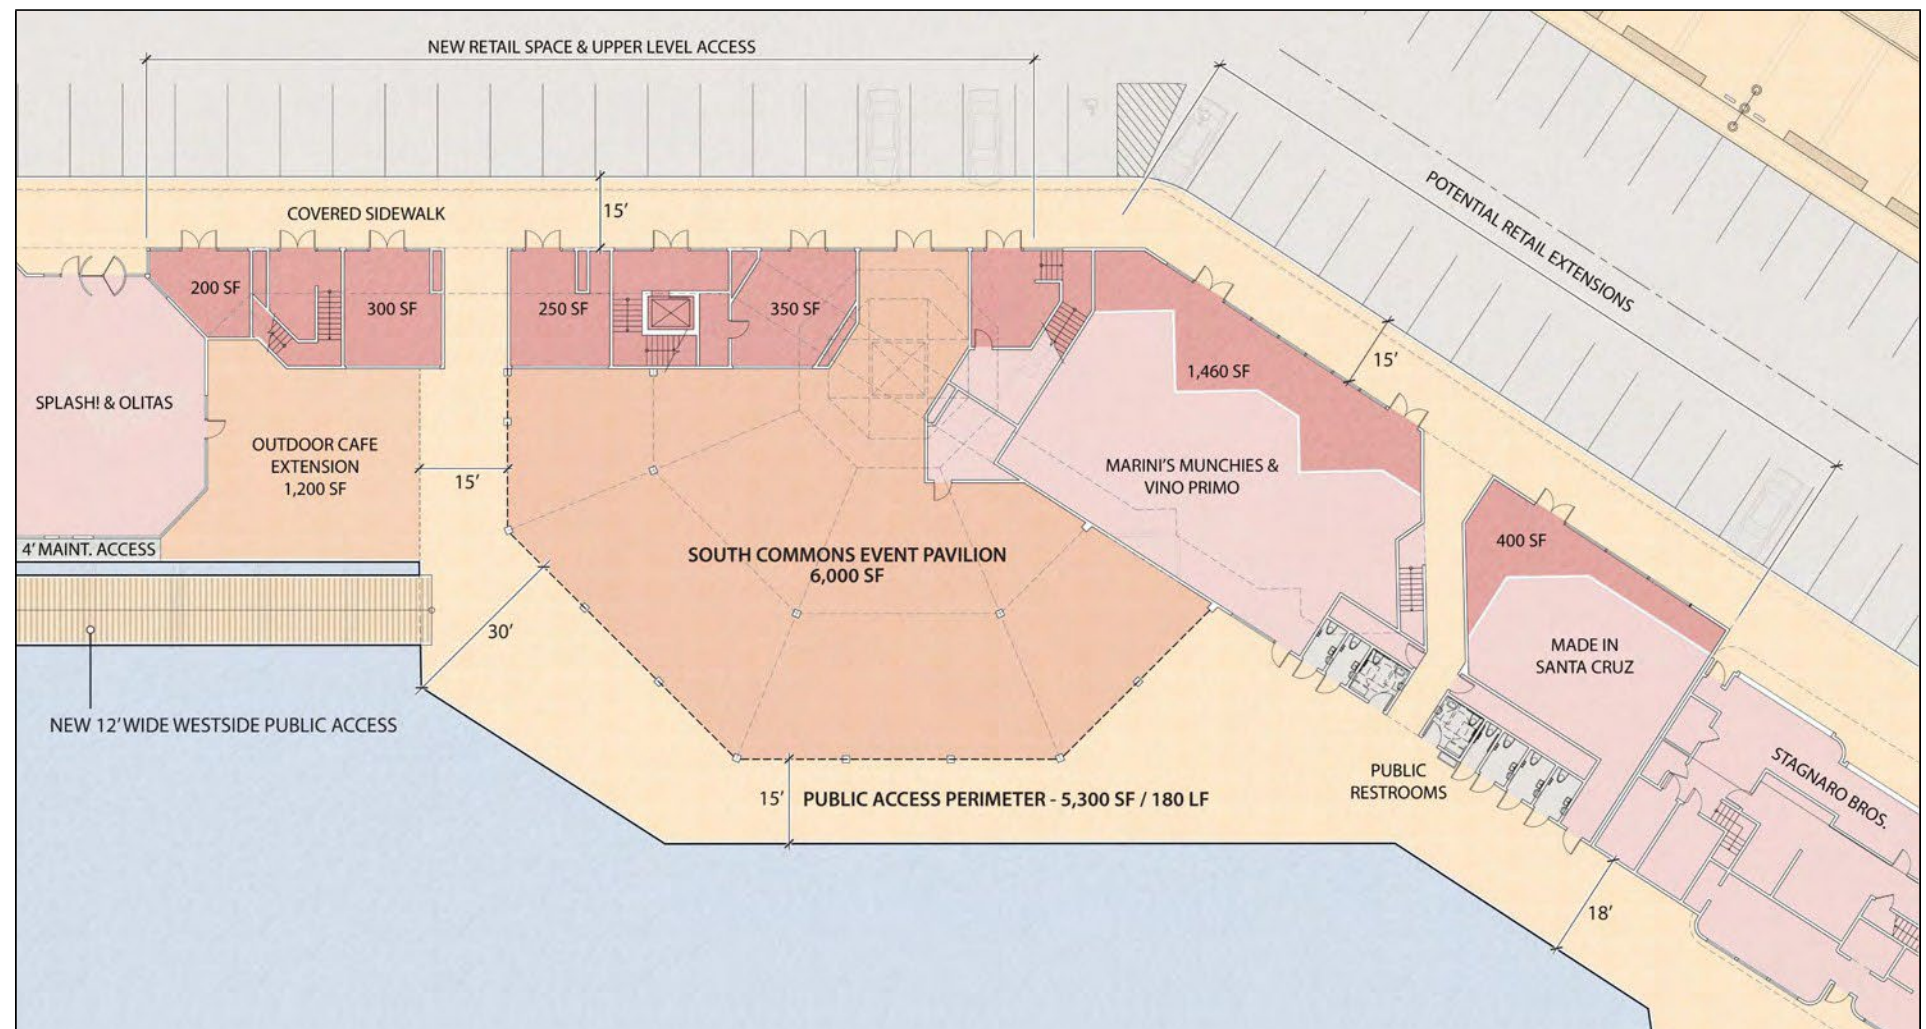 NEW RETAIL SPACE & UPPER LEVEL ACCESS
POTENTIAL RETAIL EXTENSIONS
COVERED SIDEWALK
15'
200 SF
300 SF
250 SF
350 SF
15'
1,460 SF
SPLASH! & OLITAS
OUTDOOR CAFE
EXTENSION
1,200 SF
15'
MARINI'S MUNCHIES &
VINO PRIMO
4' MAINT. ACCESS
SOUTH COMMONS EVENT PAVILION
6,000 SF
400 SF
30'
MADE IN
SANTA CRUZ
NEW 12' WIDE WESTSIDE PUBLIC ACCESS
15'
PUBLIC ACCESS PERIMETER - 5,300 SF / 180 LF
PUBLIC
RESTROOMS
STAGNARO BROS.
18'